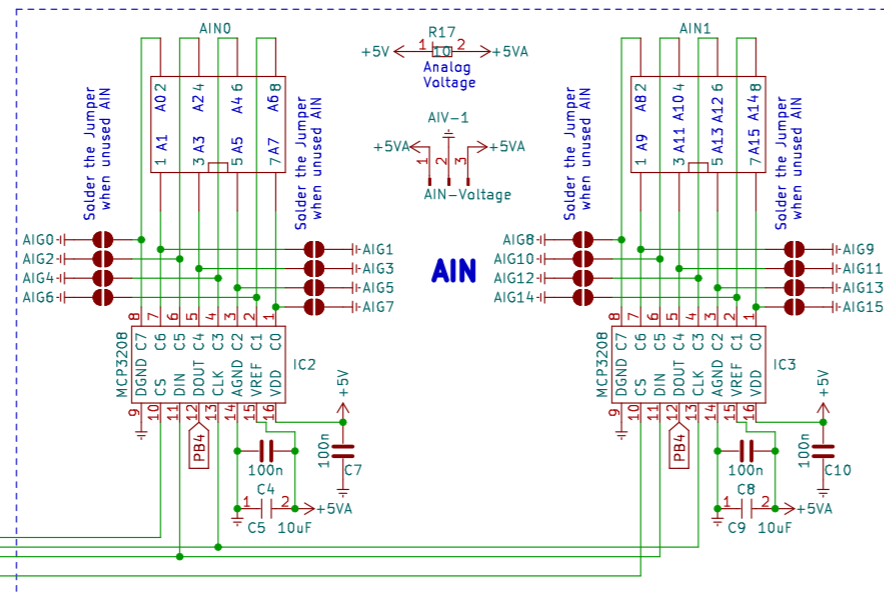 AIN0
R17
AIN1
+5V
1
2
+5VA
10
Analog
Voltage
A0 2
A2 4
A4 6
A6 8
1 A1
3 A3
5 A5
7 A7
Solder the Jumper
when unused AIN
Solder the Jumper
when unused AIN
AIV-1
+5VA
1
2
3
+5VA
AIN-Voltage
A8 2
A10 4
A12 6
A14 8
1 A9
3 A11
5 A13
7 A15
Solder the Jumper
when unused AIN
Solder the Jumper
when unused AIN
AIG0
AIG2
AIG4
AIG6
AIG1
AIG3
AIG5
AIG7
AIN
AIG8
AIG10
AIG12
AIG14
AIG9
AIG11
AIG13
AIG15
8 7 6 5 4 3 2 1
C7 C6 C5 C4 C3 C2 C1 C0
MCP3208
IC2
DGND CS DIN DOUT CLK AGND VREF VDD
9 10 11 12 13 14 15 16
PB4
+5V
100n
C7
100n
C4
1
2
+5VA
C5
10uF
8 7 6 5 4 3 2 1
C7 C6 C5 C4 C3 C2 C1 C0
MCP3208
IC3
DGND CS DIN DOUT CLK AGND VREF VDD
9 10 11 12 13 14 15 16
PB4
+5V
100n
C10
100n
C8
1
2
+5VA
C9
10uF